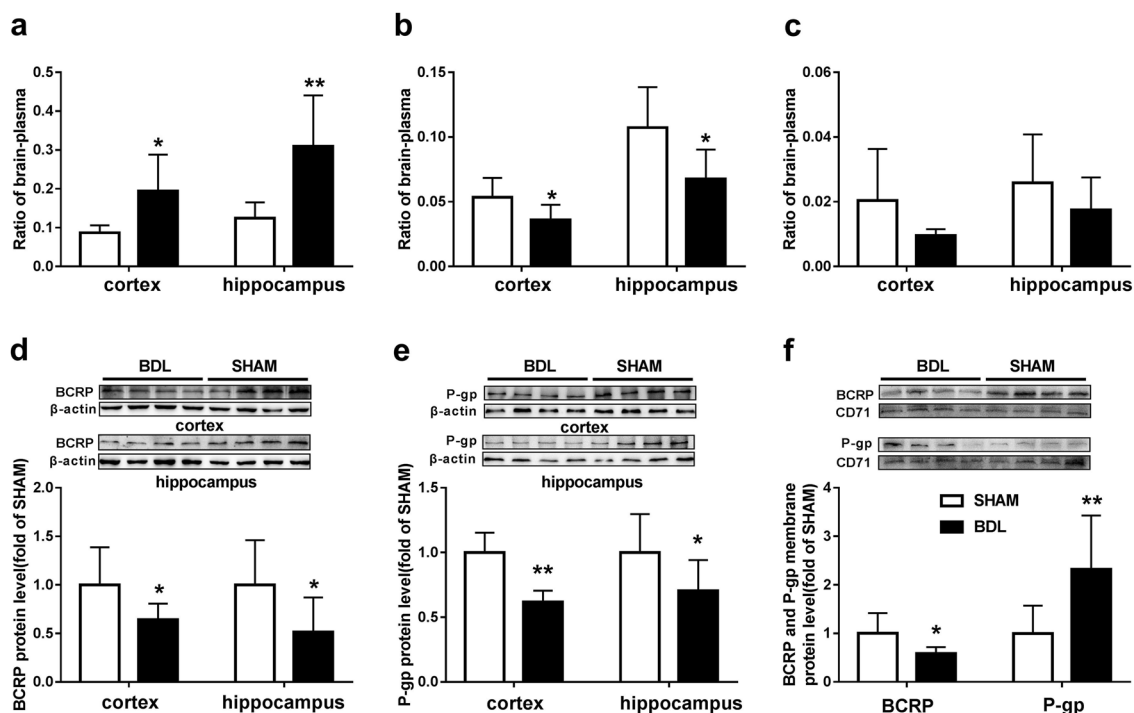 a
Ratio of brain-plasma
0.5
0.4
0.3
0.2
0.1
0.0
*
**
cortex
hippocampus
b
Ratio of brain-plasma
0.15
0.10
0.05
0.00
*
*
cortex
hippocampus
c
Ratio of brain-plasma
0.06
0.04
0.02
0.00
cortex
hippocampus
d
BDL
SHAM
BCRP
β-actin
cortex
BCRP
β-actin
hippocampus
BCRP protein level(fold of SHAM)
2.0
1.5
1.0
0.5
0.0
*
*
cortex
hippocampus
e
BDL
SHAM
P-gp
β-actin
cortex
P-gp
β-actin
hippocampus
P-gp protein level(fold of SHAM)
1.5
1.0
0.5
0.0
**
*
cortex
hippocampus
f
BDL
SHAM
BCRP
CD71
P-gp
CD71
BCRP and P-gp membrane
protein level(fold of SHAM)
4
3
2
1
0
SHAM
BDL
*
**
BCRP
P-gp